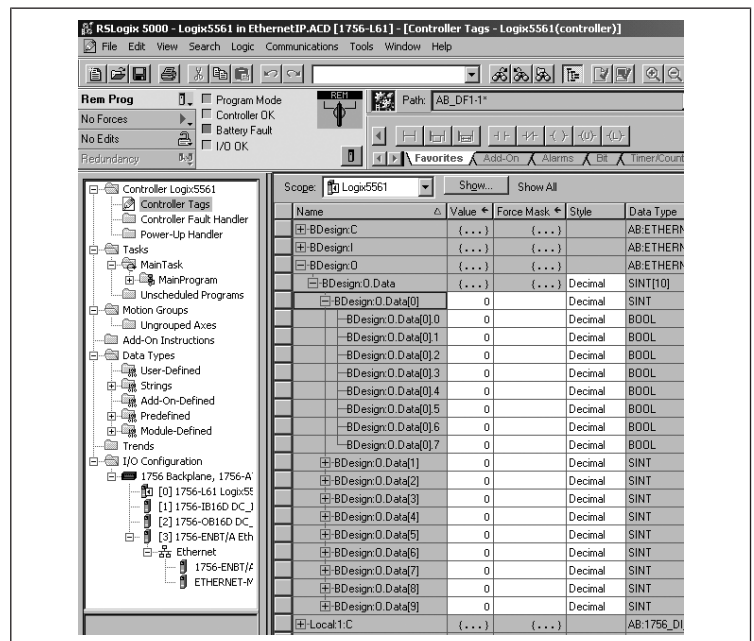 RSLogix 5000 - Logix5561 in EthernetIP.ACD [1756-L61] - [Controller Tags - Logix5561(controller)]
File Edit View Search Logic Communications Tools Window Help
Rem Prog
No Forces
No Edits
Redundancy
Program Mode
Controller OK
Battery Fault
I/O OK
REM
Path: AB_DF1-1*
Favorites Add-On Alarms Bit Timer/Count
Controller Logix5561
Controller Tags
Controller Fault Handler
Power-Up Handler
Tasks
MainTask
MainProgram
Unscheduled Programs
Motion Groups
Ungrouped Axes
Add-On Instructions
Data Types
User-Defined
Strings
Add-On-Defined
Predefined
Module-Defined
Trends
I/O Configuration
1756 Backplane, 1756-A
[0] 1756-L61 Logix55
[1] 1756-IB16D DC_I
[2] 1756-OB16D DC_
[3] 1756-ENBT/A Eth
Ethernet
1756-ENBT/A
ETHERNET-M
Scope: Logix5561 Show... Show All
Name Value Force Mask Style Data Type
BDesign:C {...} {...} AB:ETHERN
BDesign:I {...} {...} AB:ETHERN
BDesign:O {...} {...} AB:ETHERN
BDesign:O.Data {...} {...} Decimal SINT[10]
BDesign:O.Data[0] 0 Decimal SINT
BDesign:O.Data[0].0 0 Decimal BOOL
BDesign:O.Data[0].1 0 Decimal BOOL
BDesign:O.Data[0].2 0 Decimal BOOL
BDesign:O.Data[0].3 0 Decimal BOOL
BDesign:O.Data[0].4 0 Decimal BOOL
BDesign:O.Data[0].5 0 Decimal BOOL
BDesign:O.Data[0].6 0 Decimal BOOL
BDesign:O.Data[0].7 0 Decimal BOOL
BDesign:O.Data[1] 0 Decimal SINT
BDesign:O.Data[2] 0 Decimal SINT
BDesign:O.Data[3] 0 Decimal SINT
BDesign:O.Data[4] 0 Decimal SINT
BDesign:O.Data[5] 0 Decimal SINT
BDesign:O.Data[6] 0 Decimal SINT
BDesign:O.Data[7] 0 Decimal SINT
BDesign:O.Data[8] 0 Decimal SINT
BDesign:O.Data[9] 0 Decimal SINT
Local:1:C {...} {...} AB:1756_DI